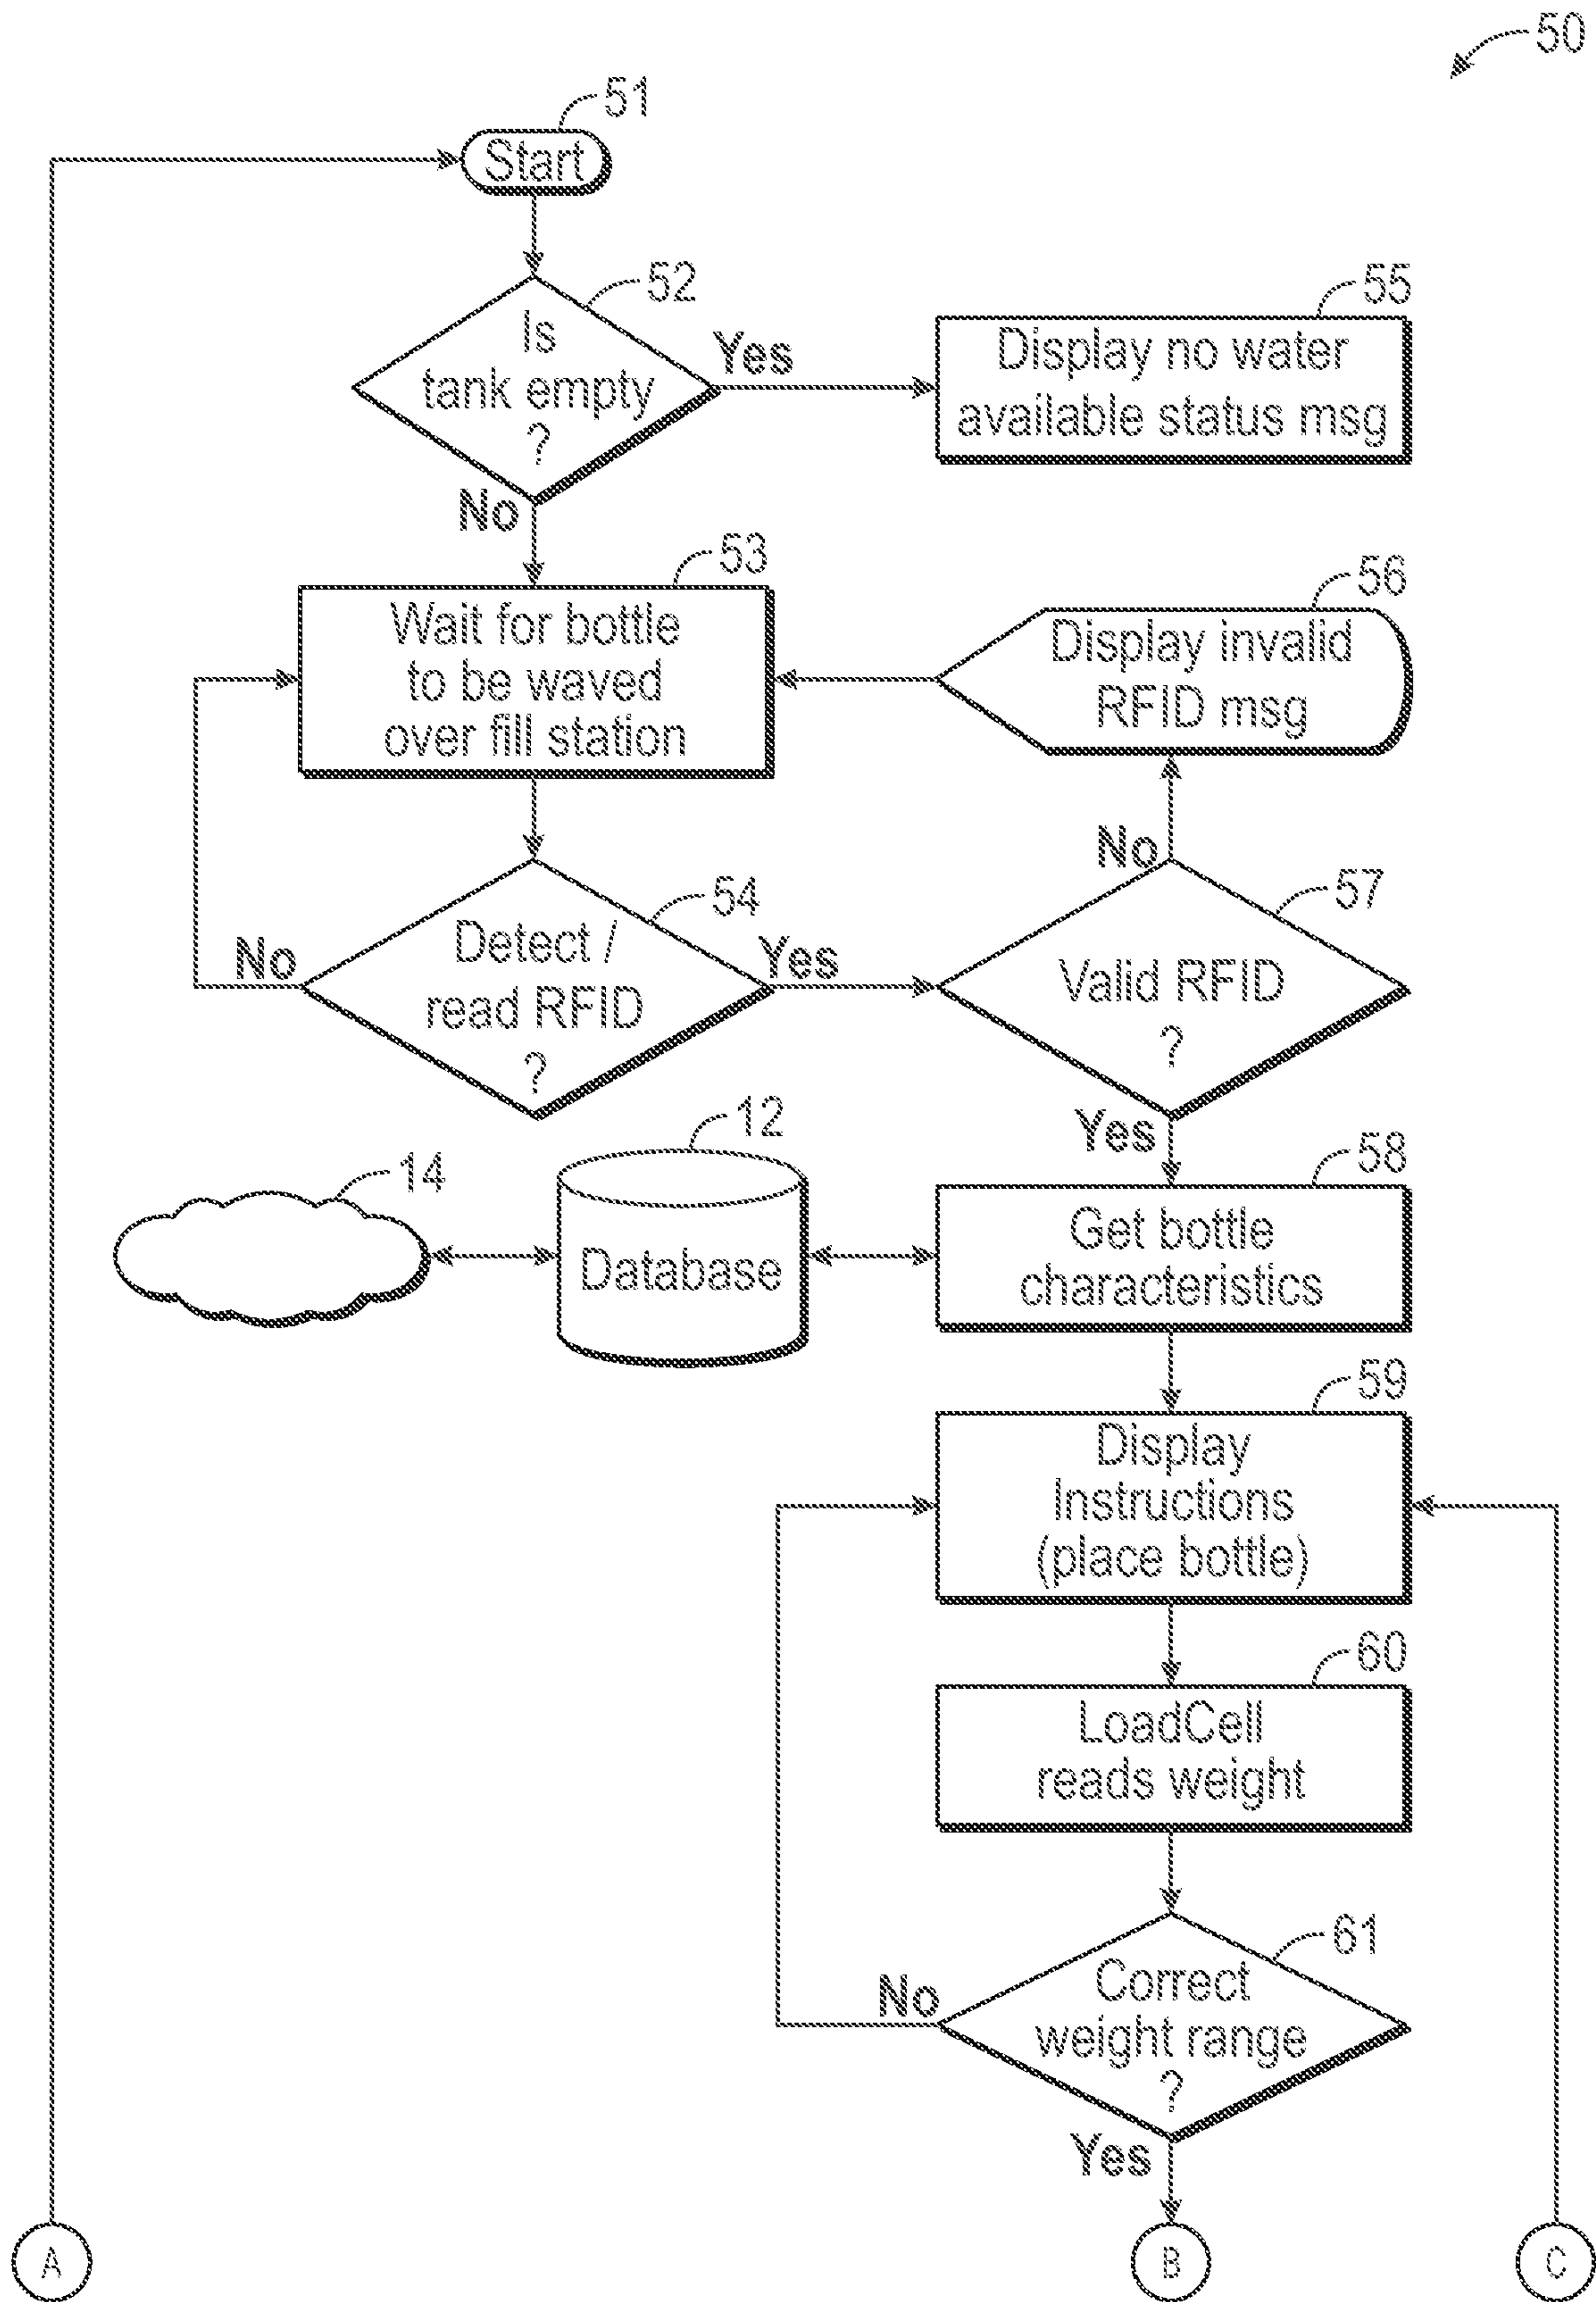 50
51
Start
52
Is
tank empty
?
Yes
No
55
Display no water
available status msg
53
Wait for bottle
to be waved
over fill station
56
Display invalid
RFID msg
No
54
Detect /
read RFID
?
No
Yes
57
Valid RFID
?
Yes
14
12
Database
58
Get bottle
characteristics
59
Display
Instructions
(place bottle)
60
LoadCell
reads weight
61
Correct
weight range
?
No
Yes
A
B
C